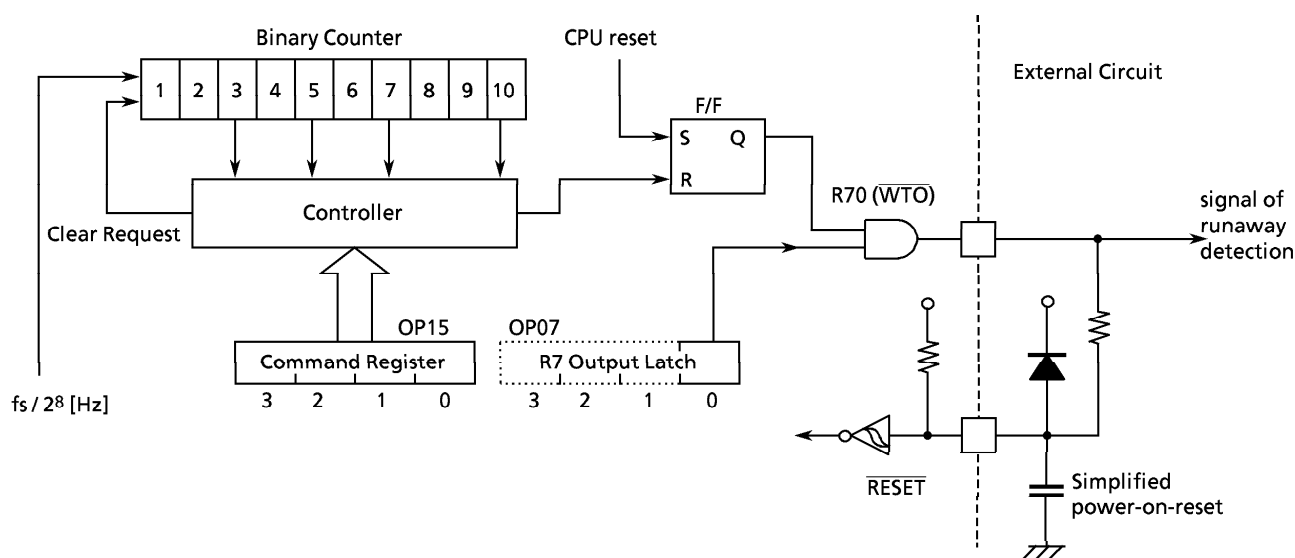 Binary Counter
CPU reset
External Circuit
1 2 3 4 5 6 7 8 9 10
F/F
S Q
R
R70 (W̅T̅O̅)
signal of
runaway
detection
Controller
Clear Request
OP15
OP07
Command Register
R7 Output Latch
3 2 1 0
3 2 1 0
fs / 2⁸ [Hz]
R̅E̅S̅E̅T̅
Simplified
power-on-reset